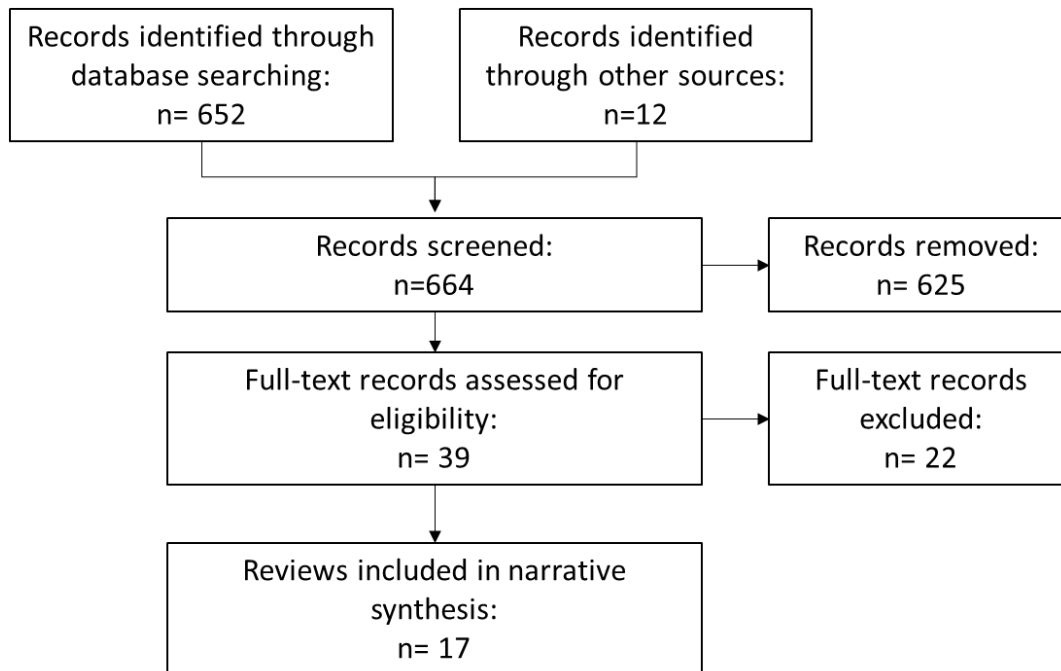 Records identified through
database searching:
n= 652
Records identified
through other sources:
n=12
Records screened:
n=664
Records removed:
n= 625
Full-text records assessed for
eligibility:
n= 39
Full-text records
excluded:
n= 22
Reviews included in narrative
synthesis:
n= 17